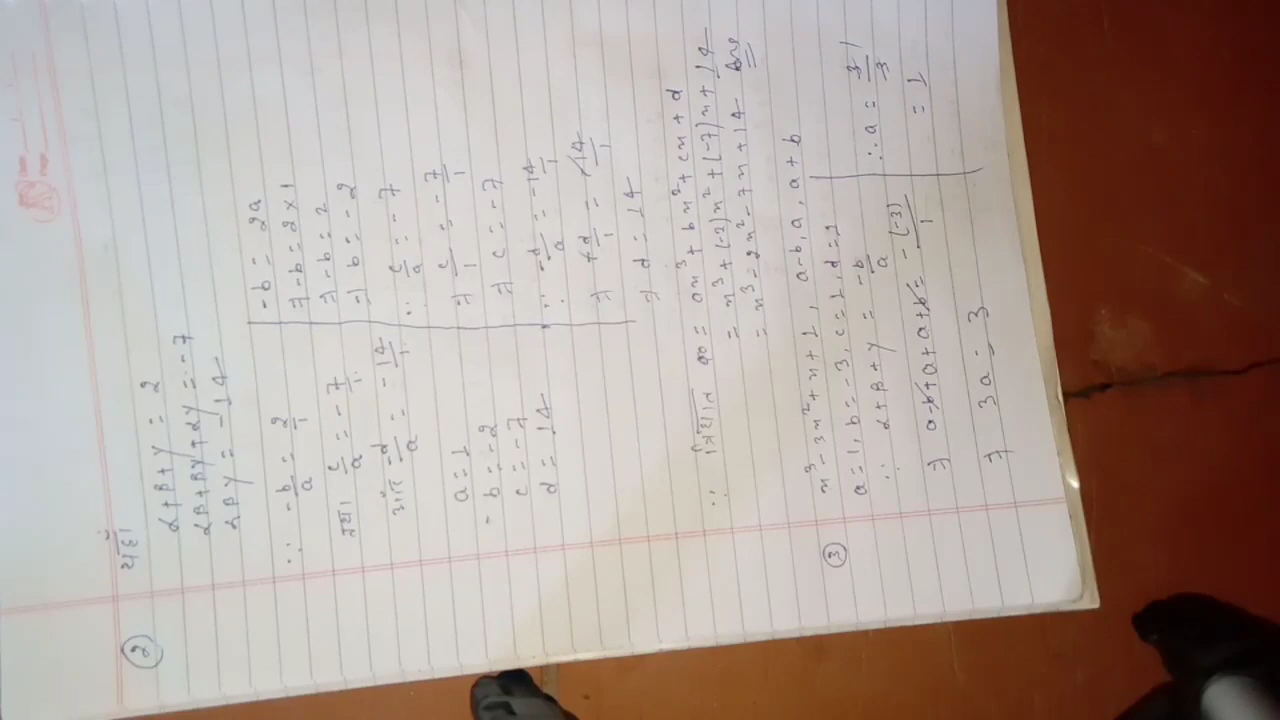 ② यहाँ
α+β+γ = 2
αβ+βγ+αγ = -7
αβγ = -14
∴ -b/a = 2/1
तथा c/a = -7/1
और -d/a = -14/1
a = 1
-b = -2
c = -7
d = 14
-b = 2a
⇒ -b = 2×1
⇒ -b = 2
⇒ b = -2
∵ c/a = -7
⇒ c/1 = -7/1
⇒ c = -7
∵ -d/a = -14/1
⇒ +d/1 = -14/1
⇒ d = 14
∴ त्रिघात = ax³ + bx² + cx + d
= x³ + (-2)x² + (-7)x + 14
= x³ = 2x² - 7x + 14 Ans
③ x³ - 3x² + x + 1, a-b, a, a+b
a = 1, b = -3, c = 1, d = 1
∵ α+β+γ = -b/a
⇒ a-b+a+a+b = -(-3)/1
⇒ 3a = 3
∴ a = 3/3
= 1